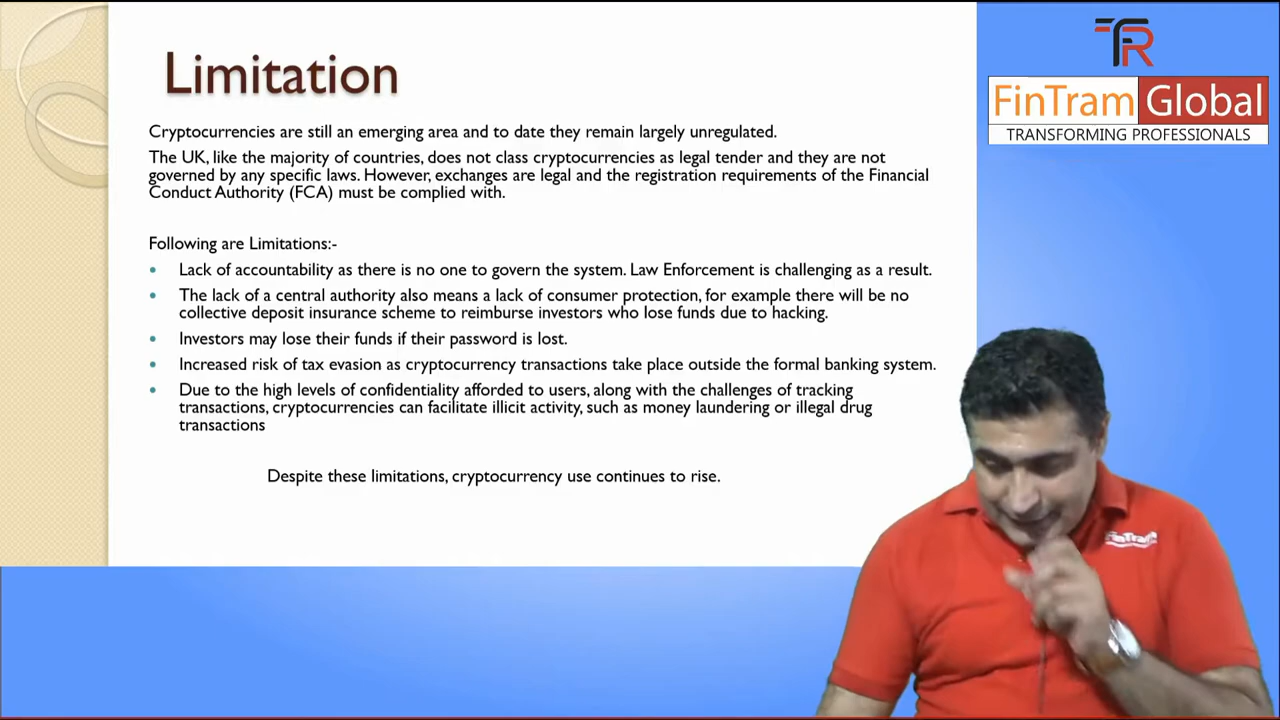 Limitation
Cryptocurrencies are still an emerging area and to date they remain largely unregulated.
The UK, like the majority of countries, does not class cryptocurrencies as legal tender and they are not
governed by any specific laws. However, exchanges are legal and the registration requirements of the Financial
Conduct Authority (FCA) must be complied with.
Following are Limitations:-
• Lack of accountability as there is no one to govern the system. Law Enforcement is challenging as a result.
• The lack of a central authority also means a lack of consumer protection, for example there will be no
collective deposit insurance scheme to reimburse investors who lose funds due to hacking.
• Investors may lose their funds if their password is lost.
• Increased risk of tax evasion as cryptocurrency transactions take place outside the formal banking system.
• Due to the high levels of confidentiality afforded to users, along with the challenges of tracking
transactions, cryptocurrencies can facilitate illicit activity, such as money laundering or illegal drug
transactions
Despite these limitations, cryptocurrency use continues to rise.
FinTram Global
TRANSFORMING PROFESSIONALS
FinTram